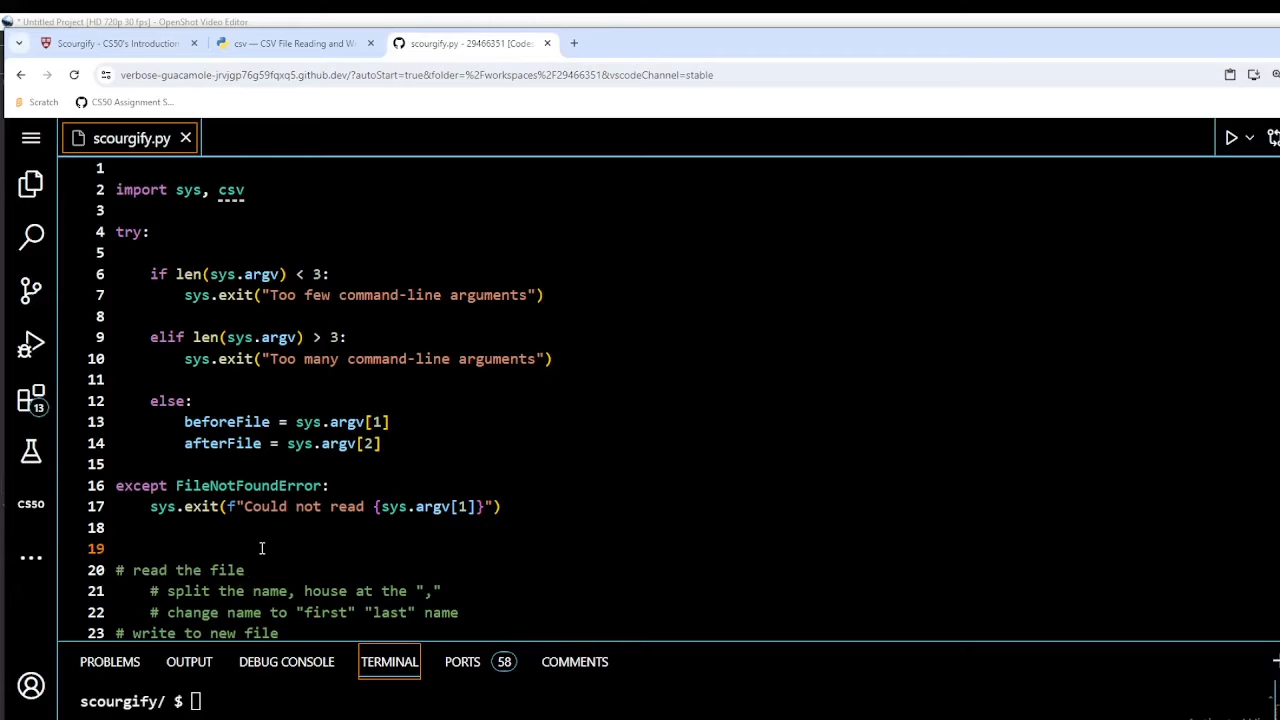 * Untitled Project [HD 720p 30 fps] - OpenShot Video Editor
Scourgify - CS50's Introduction csv — CSV File Reading and Wr scourgify.py - 29466351 [Codes
verbose-guacamole-jrvjgp76g59fqxq5.github.dev/?autoStart=true&folder=%2Fworkspaces%2F29466351&vscodeChannel=stable
Scratch CS50 Assignment S...
scourgify.py
1
2 import sys, csv
3
4 try:
5
6 if len(sys.argv) < 3:
7 sys.exit("Too few command-line arguments")
8
9 elif len(sys.argv) > 3:
10 sys.exit("Too many command-line arguments")
11
12 else:
13 beforeFile = sys.argv[1]
14 afterFile = sys.argv[2]
15
16 except FileNotFoundError:
17 sys.exit(f"Could not read {sys.argv[1]}")
18
19
20 # read the file
21 # split the name, house at the ","
22 # change name to "first" "last" name
23 # write to new file
13
CS50
PROBLEMS OUTPUT DEBUG CONSOLE TERMINAL PORTS 58 COMMENTS
scourgify/ $